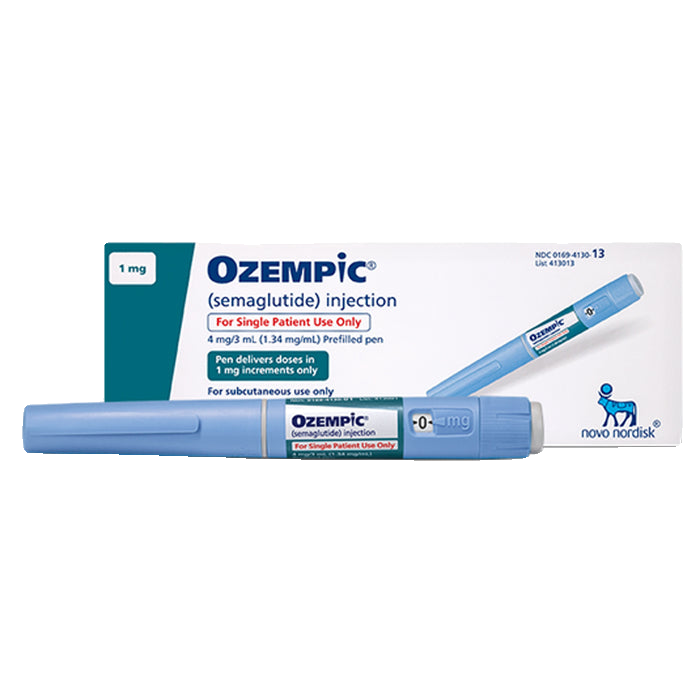 1 mg
OZEMPIC®
(semaglutide) injection
For Single Patient Use Only
4 mg/3 mL (1.34 mg/mL) Prefilled pen
Pen delivers doses in
1 mg increments only
For subcutaneous use only
NDC 0169-4130-13
List 413013
OZEMPIC®
novo nordisk®
OZEMPIC®
(semaglutide) injection
For Single Patient Use Only
4 mg/3 mL (1.34 mg/mL)
0 mg